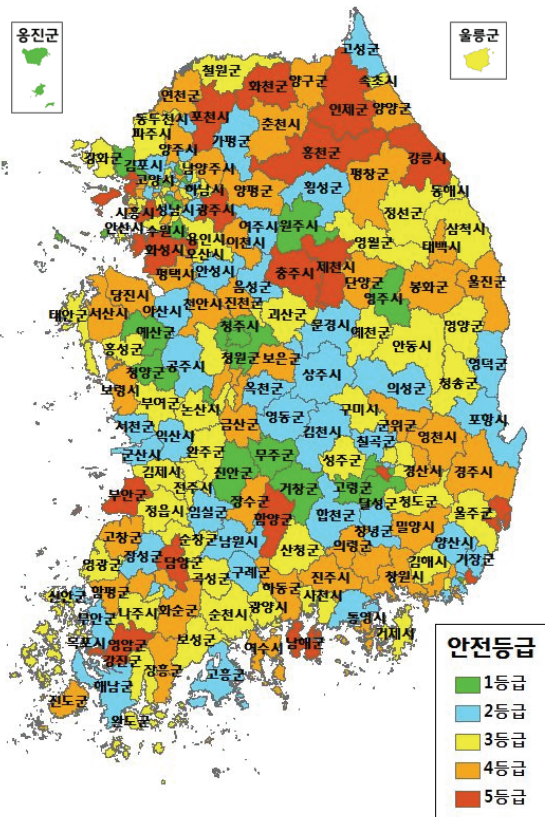 옹진군
울릉군
고성군
철원군
화천군
양구군
속초시
연천군
인제군
양양군
동두천시
포천시
춘천시
파주시
가평군
강화군
양주시
홍천군
강릉시
김포시
남양주시
평창군
고양시
하남시
양평군
횡성군
동해시
시흥시
성남시
광주시
정선군
안산시
수원시
여주시
원주시
삼척시
용인시
이천시
영월군
태백시
화성시
오산시
평택시
안성시
음성군
충주시
제천시
단양군
봉화군
울진군
당진시
영주시
태안군
서산시
아산시
천안시
진천군
괴산군
문경시
예천군
영양군
예산군
청주시
홍성군
안동시
청양군
공주시
청원군
보은군
영덕군
보령시
옥천군
상주시
의성군
청송군
부여군
논산시
구미시
서천군
금산군
영동군
김천시
군위군
포항시
익산시
칠곡군
영천시
군산시
완주군
무주군
성주군
김제시
진안군
경산시
경주시
전주시
거창군
고령군
부안군
정읍시
임실군
장수군
함양군
합천군
달성군
청도군
울주군
고창군
순창군
남원시
창녕군
밀양시
장성군
담양군
산청군
의령군
양산시
영광군
곡성군
구례군
김해시
기장군
신안군
함평군
하동군
진주시
창원시
나주시
화순군
순천시
광양시
사천시
무안군
통영시
목포시
영암군
보성군
거제시
강진군
여수시
남해군
장흥군
고흥군
해남군
진도군
완도군
안전등급
1등급
2등급
3등급
4등급
5등급